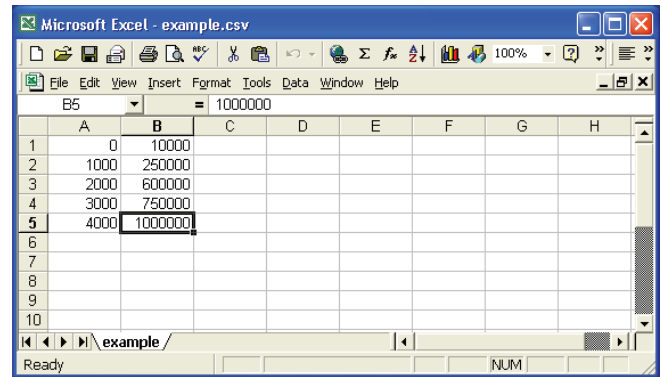 Microsoft Excel - example.csv
ABC Σ fx A Z 100% ? » »
File Edit View Insert Format Tools Data Window Help
B5 = 1000000
A B C D E F G H
1 0 10000
2 1000 250000
3 2000 600000
4 3000 750000
5 4000 1000000
6
7
8
9
10
example
Ready NUM